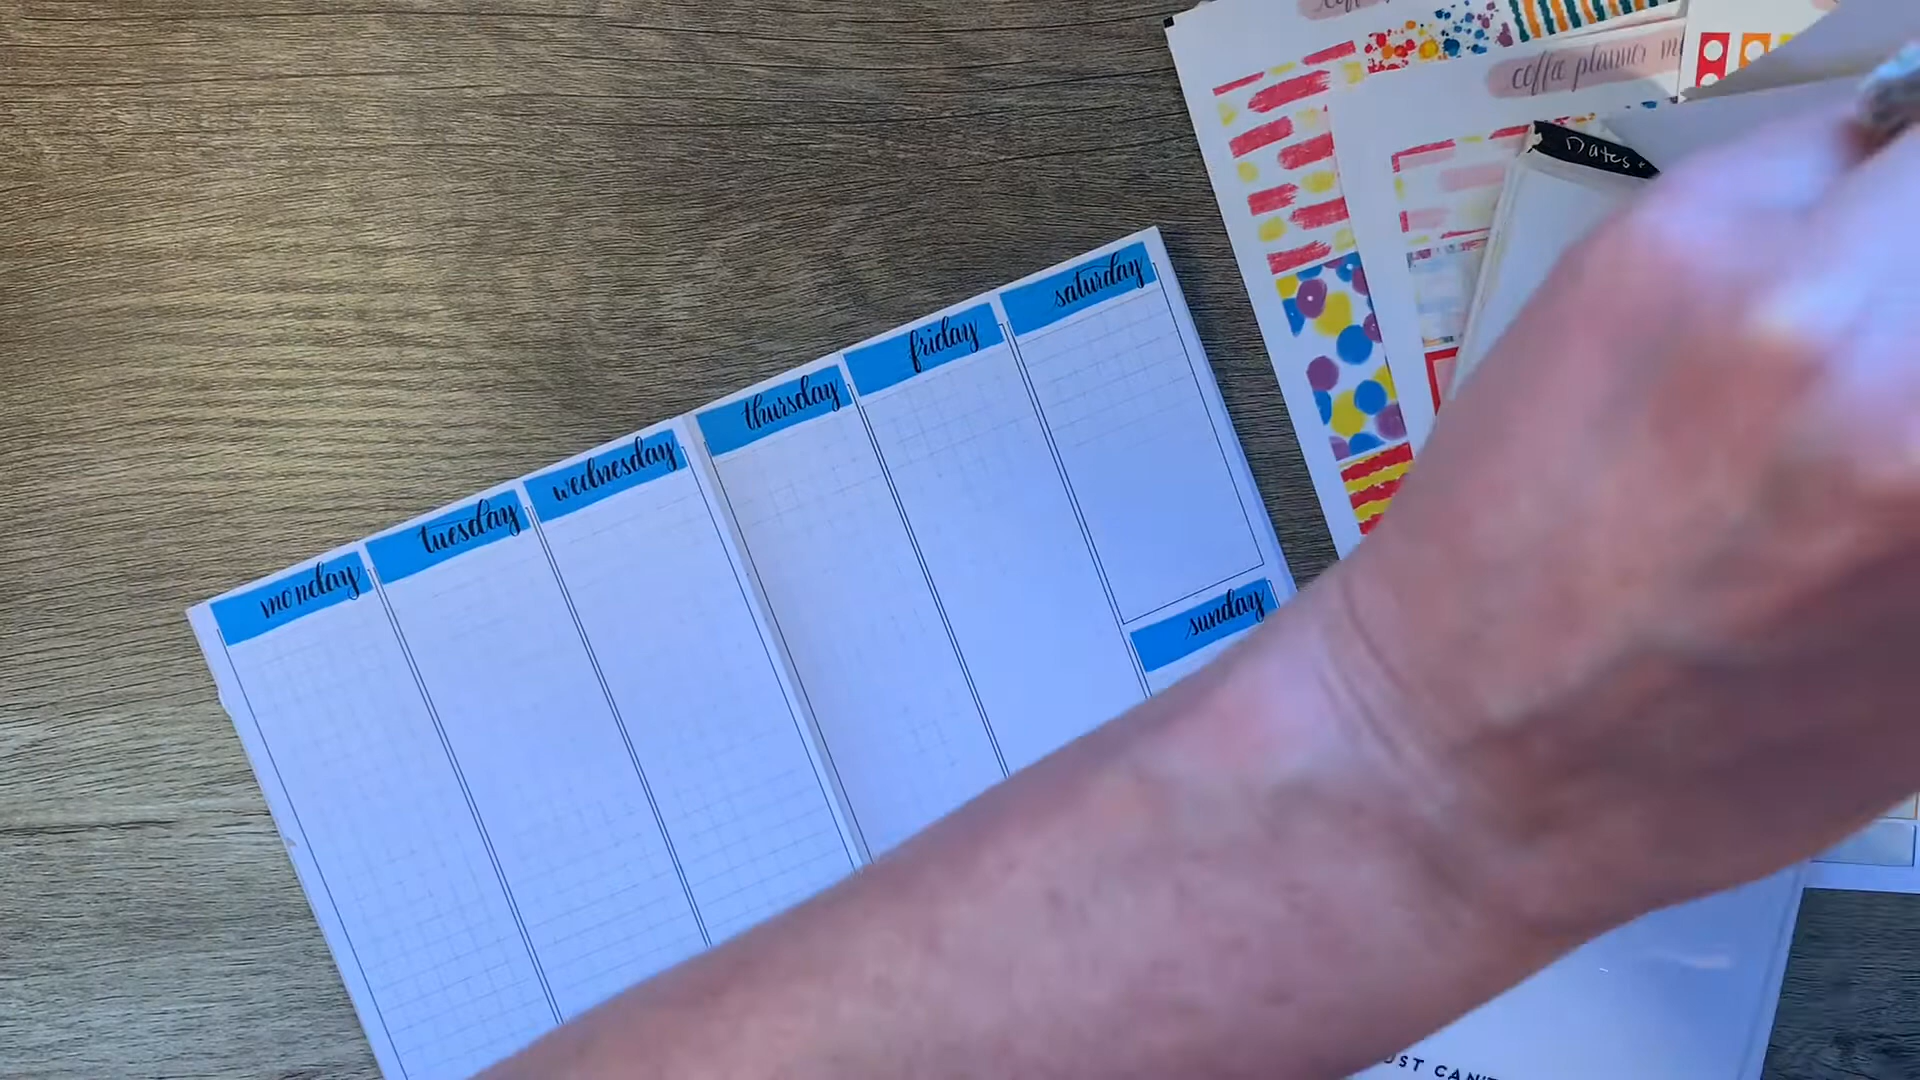 coffee planner
Dates
monday
tuesday
wednesday
thursday
friday
saturday
sunday